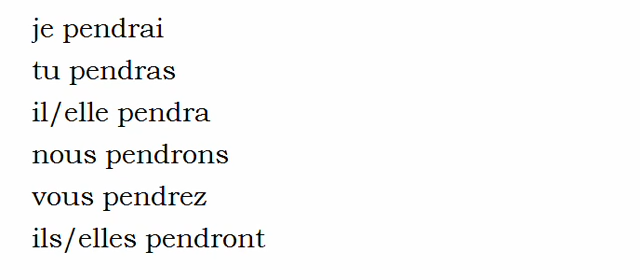 je pendrai
tu pendras
il/elle pendra
nous pendrons
vous pendrez
ils/elles pendront